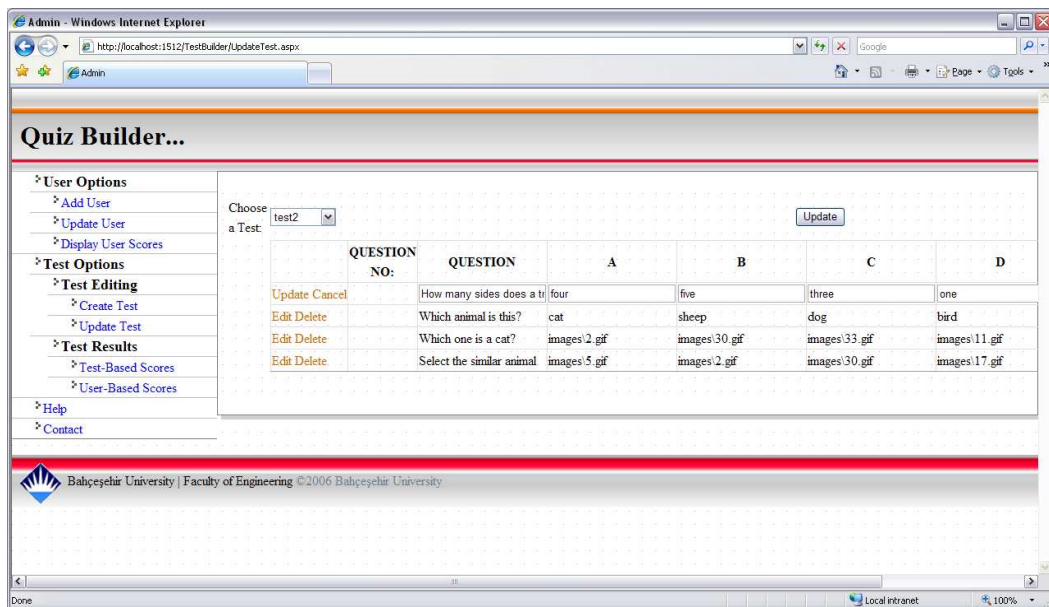 Admin - Windows Internet Explorer
http://localhost:1512/TestBuilder/UpdateTest.aspx
Google
Admin
Page
Tools
Quiz Builder...
User Options
Add User
Update User
Display User Scores
Test Options
Test Editing
Create Test
Update Test
Test Results
Test-Based Scores
User-Based Scores
Help
Contact
Choose a Test:
test2
Update
QUESTION NO: QUESTION A B C D
Update Cancel How many sides does a tr four five three one
Edit Delete Which animal is this? cat sheep dog bird
Edit Delete Which one is a cat? images\2.gif images\30.gif images\33.gif images\11.gif
Edit Delete Select the similar animal images\5.gif images\2.gif images\30.gif images\17.gif
Bahçeşehir University | Faculty of Engineering ©2006 Bahçeşehir University
Done
Local intranet
100%